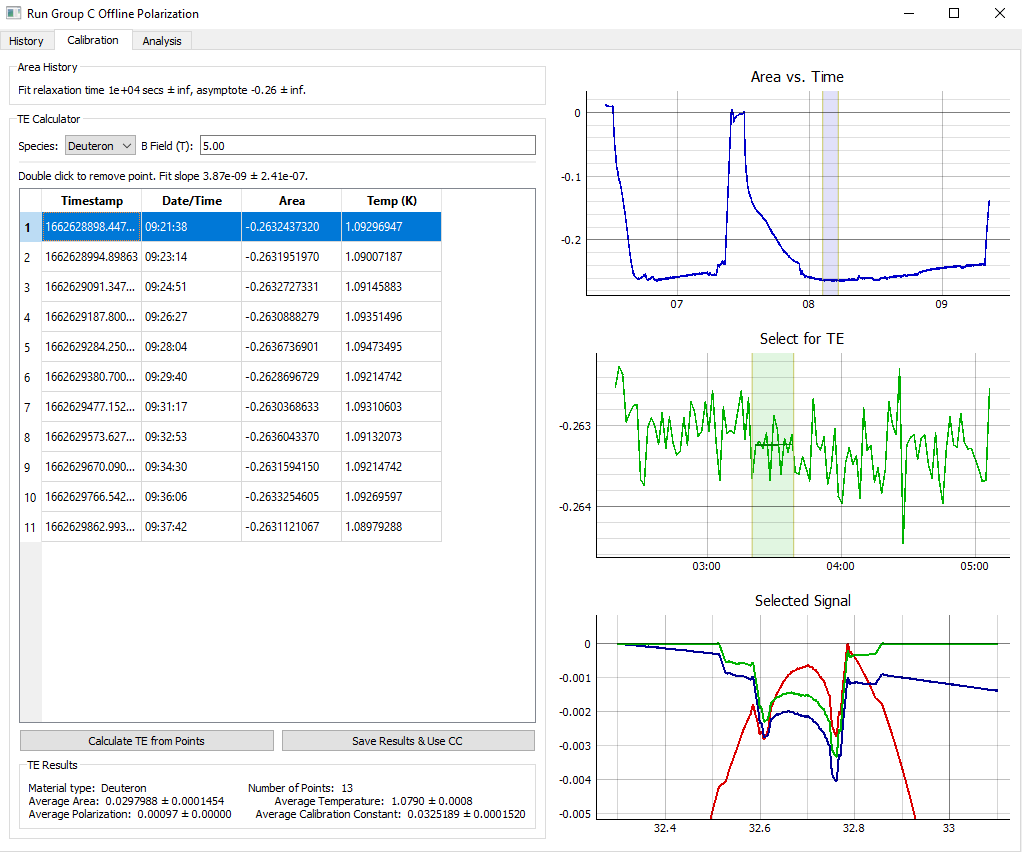 Run Group C Offline Polarization
History Calibration Analysis
Area History
Fit relaxation time 1e+04 secs ± inf, asymptote -0.26 ± inf.
TE Calculator
Species: Deuteron B Field (T): 5.00
Double click to remove point. Fit slope 3.87e-09 ± 2.41e-07.
Timestamp Date/Time Area Temp (K)
1 1662628898.447... 09:21:38 -0.2632437320 1.09296947
2 1662628994.89863 09:23:14 -0.2631951970 1.09007187
3 1662629091.347... 09:24:51 -0.2632727331 1.09145883
4 1662629187.800... 09:26:27 -0.2630888279 1.09351496
5 1662629284.250... 09:28:04 -0.2636736901 1.09473495
6 1662629380.700... 09:29:40 -0.2628696729 1.09214742
7 1662629477.152... 09:31:17 -0.2630368633 1.09310603
8 1662629573.627... 09:32:53 -0.2636043370 1.09132073
9 1662629670.090... 09:34:30 -0.2631594150 1.09214742
10 1662629766.542... 09:36:06 -0.2633254605 1.09269597
11 1662629862.993... 09:37:42 -0.2631121067 1.08979288
Calculate TE from Points Save Results & Use CC
TE Results
Material type: Deuteron Number of Points: 13
Average Area: 0.0297988 ± 0.0001454 Average Temperature: 1.0790 ± 0.0008
Average Polarization: 0.00097 ± 0.00000 Average Calibration Constant: 0.0325189 ± 0.0001520
Area vs. Time
0
-0.1
-0.2
07 08 09
Select for TE
-0.263
-0.264
03:00 04:00 05:00
Selected Signal
0
-0.001
-0.002
-0.003
-0.004
-0.005
32.4 32.6 32.8 33